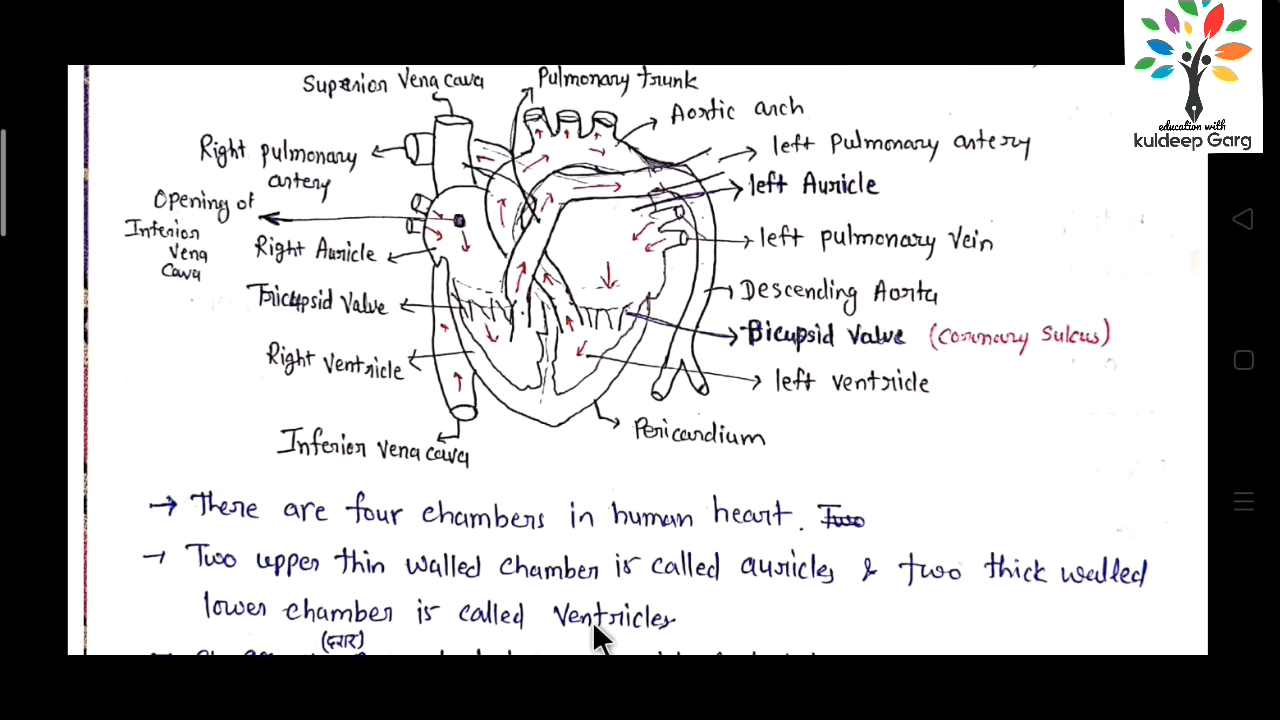 education with
kuldeep Garg
Superior Vena cava
Pulmonary trunk
Aortic arch
Right pulmonary
artery
left Pulmonary artery
left Auricle
Opening of
Inferior
Vena
Cava
Right Auricle
left pulmonary Vein
Tricupsid Valve
Descending Aorta
Bicupsid Valve (Coronary Sulcus)
Right Ventricle
left ventricle
Inferior vena cava
Pericardium
→ There are four chambers in human heart. Two
→ Two upper thin walled chamber is called auricles & two thick walled
lower chamber is called Ventricles
(दरार)